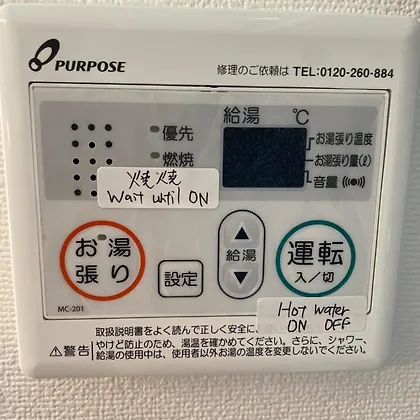 PURPOSE
修理のご依頼は TEL:0120-260-884
給湯 ℃
優先
燃焼
お湯張り温度
お湯張り量(ℓ)
音量
焼焼
Wait until ON
お湯
張り
設定
給湯
運転
入/切
MC-201
Hot water
ON OFF
取扱説明書をよく読んで正しく安全に
警告
やけど防止のため、湯温を確かめてください。さらに、シャワー、
給湯の使用中は、使用者以外お湯の温度を変更しないでください。